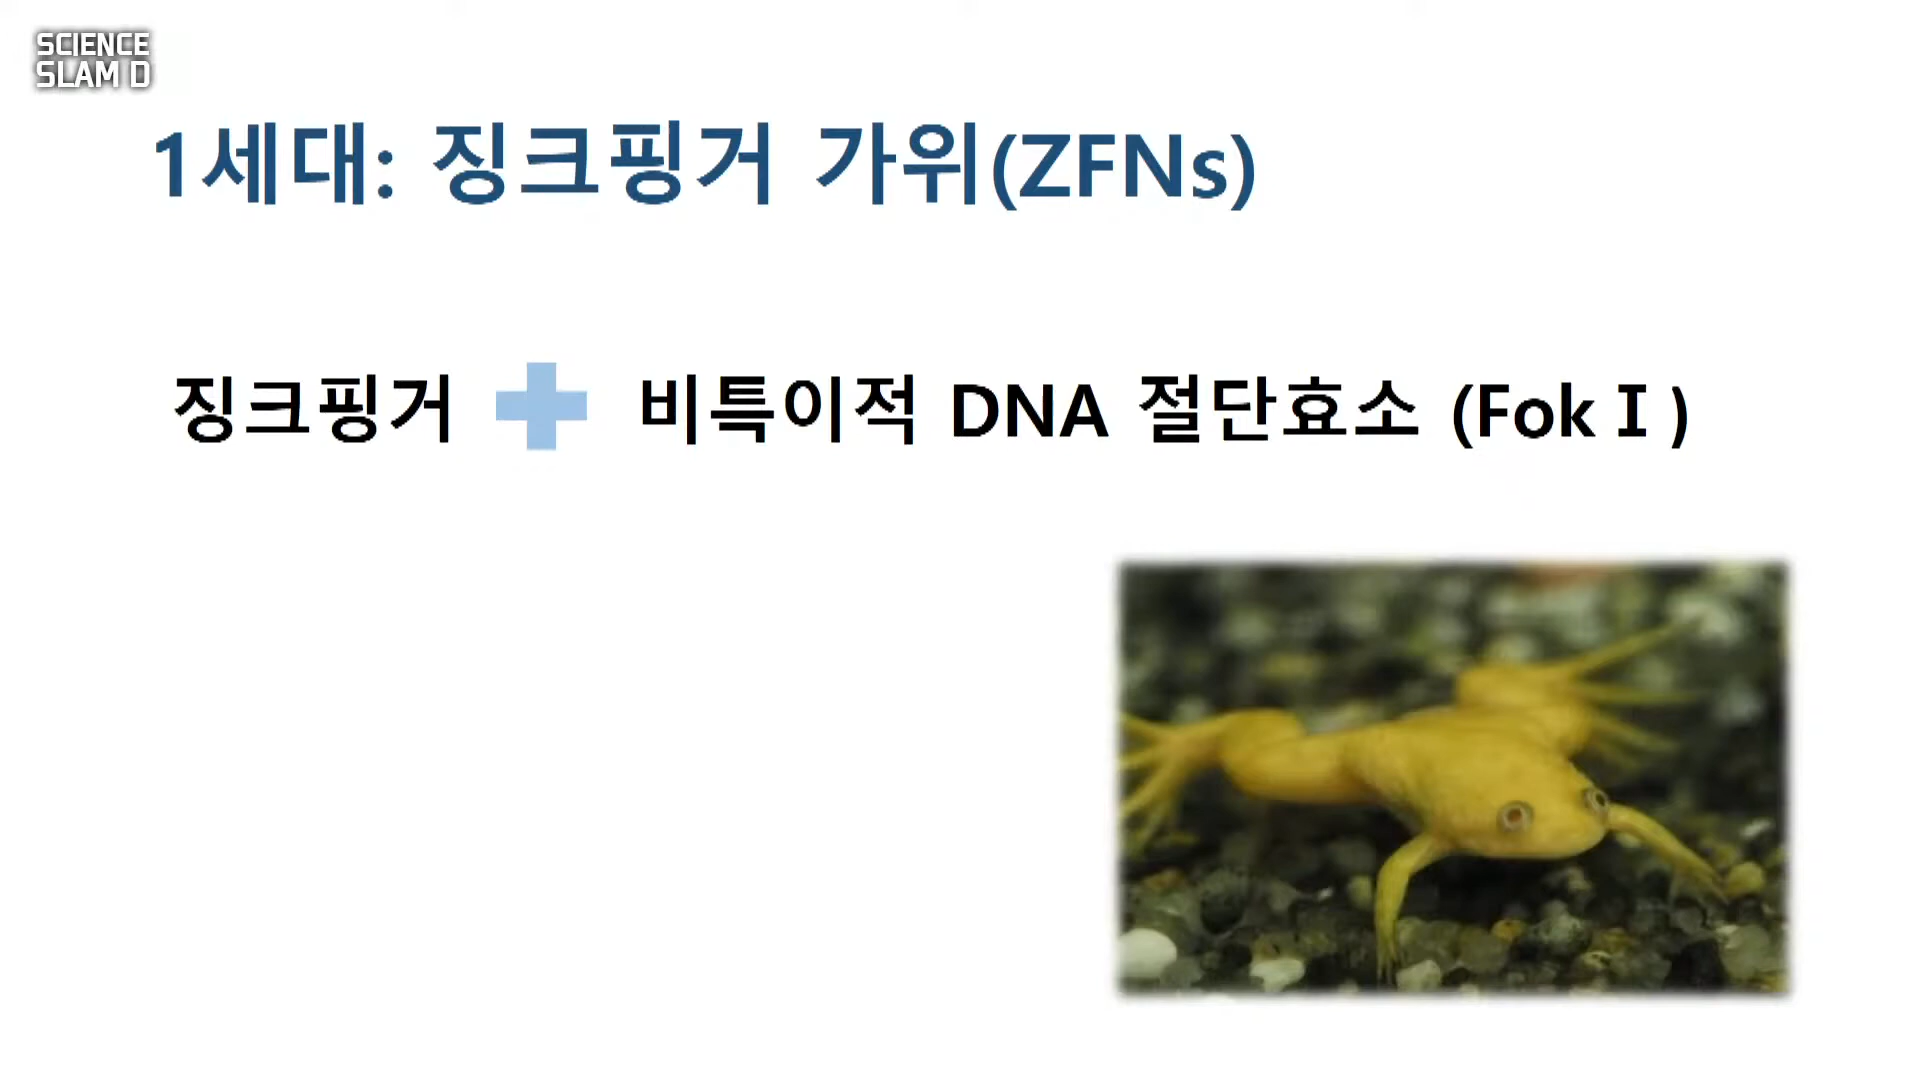 SCIENCE
SLAM D
1세대: 징크핑거 가위(ZFNs)
징크핑거 + 비특이적 DNA 절단효소 (Fok I )